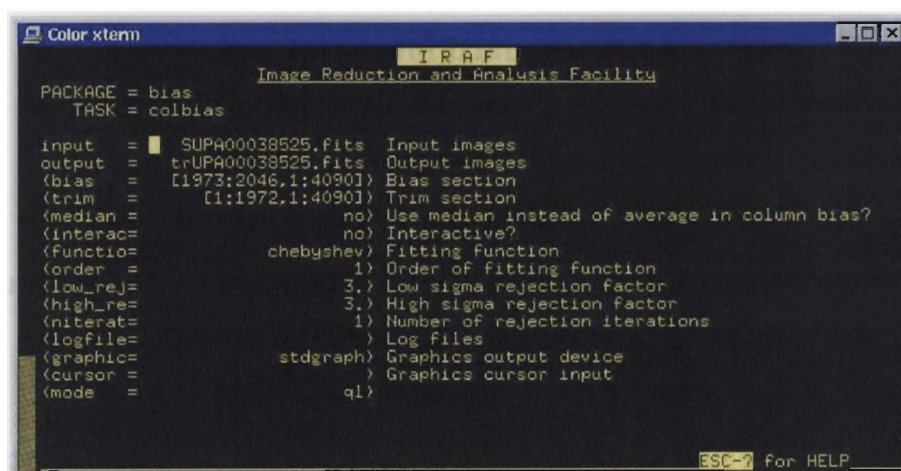 Color xterm
I R A F
Image Reduction and Analysis Facility
PACKAGE = bias
TASK = colbias
input = SUPA00038525.fits Input images
output = trUPA00038525.fits Output images
(bias = [1973:2046,1:4090]) Bias section
(trim = [1:1972,1:4090]) Trim section
(median = no) Use median instead of average in column bias?
(interac= no) Interactive?
(functio= chebyshev) Fitting function
(order = 1) Order of fitting function
(low_rej= 3.) Low sigma rejection factor
(high_re= 3.) High sigma rejection factor
(niterat= 1) Number of rejection iterations
(logfile= ) Log files
(graphic= stdgraph) Graphics output device
(cursor = ) Graphics cursor input
(mode = ql)
ESC-? for HELP